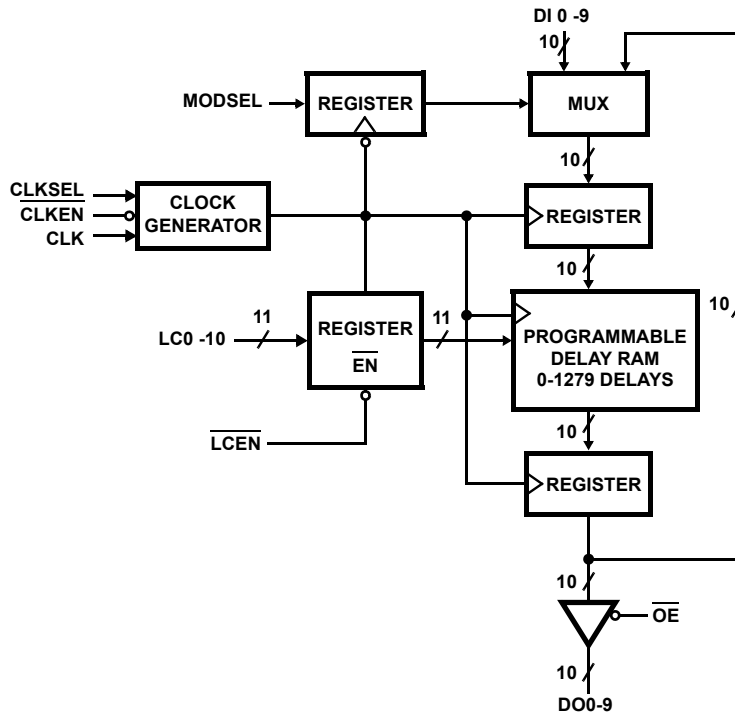 DI 0 -9
10
MODSEL
REGISTER
MUX
10
CLKSEL
CLKEN
CLK
CLOCK
GENERATOR
REGISTER
10
LC0 -10
11
REGISTER
EN
11
PROGRAMMABLE
DELAY RAM
0-1279 DELAYS
10
LCEN
10
REGISTER
10
OE
10
DO0-9